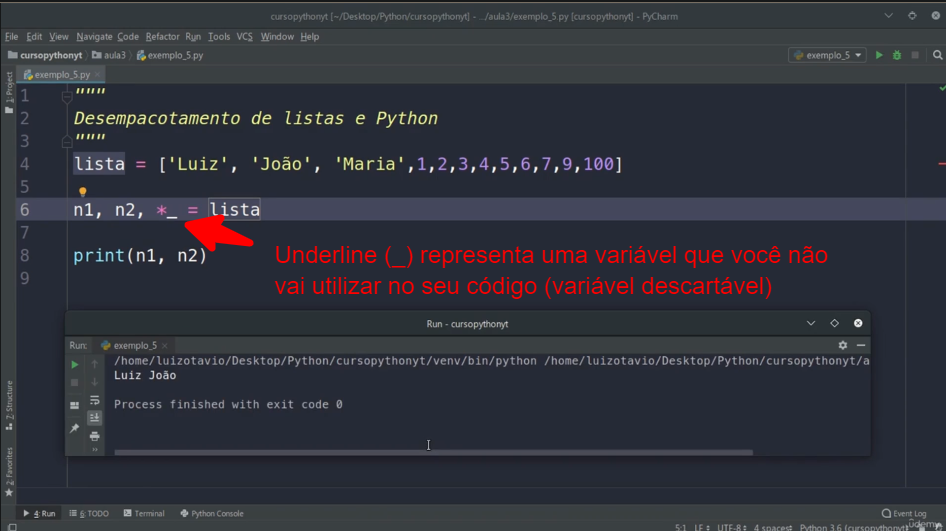 cursopythonyt [~/Desktop/Python/cursopythonyt] - .../aula3/exemplo_5.py [cursopythonyt] - PyCharm
File Edit View Navigate Code Refactor Run Tools VCS Window Help
cursopythonyt aula3 exemplo_5.py exemplo_5
exemplo_5.py
1: Project
1 """
2 Desempacotamento de listas e Python
3 """
4 lista = ['Luiz', 'João', 'Maria',1,2,3,4,5,6,7,9,100]
5
6 n1, n2, *_ = lista
7
8 print(n1, n2)
9
Underline (_) representa uma variável que você não
vai utilizar no seu código (variável descartável)
Run - cursopythonyt
Run: exemplo_5
/home/luizotavio/Desktop/Python/cursopythonyt/venv/bin/python /home/luizotavio/Desktop/Python/cursopythonyt/a
Luiz João
Process finished with exit code 0
7: Structure
2: Favorites
4: Run 6: TODO Terminal Python Console Event Log
5:1 LF UTF-8 4 spaces Python 3.6 (cursopythonyt)
Udemy